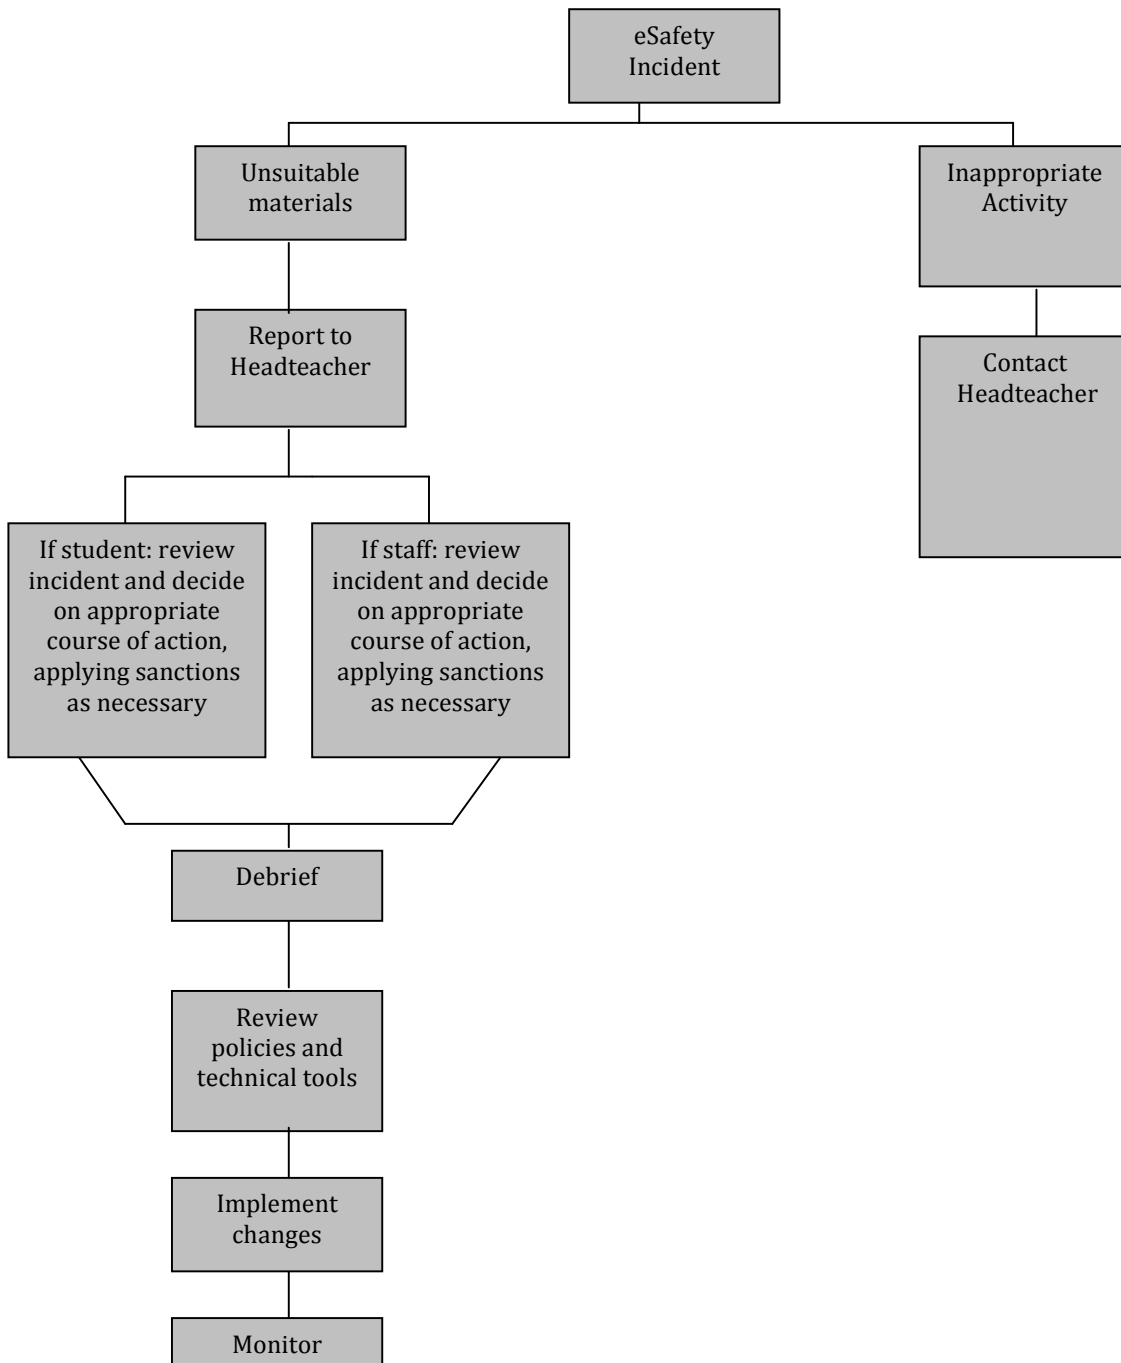 eSafety
Incident
Unsuitable
materials
Inappropriate
Activity
Report to
Headteacher
Contact
Headteacher
If student: review
incident and decide
on appropriate
course of action,
applying sanctions
as necessary
If staff: review
incident and decide
on appropriate
course of action,
applying sanctions
as necessary
Debrief
Review
policies and
technical tools
Implement
changes
Monitor